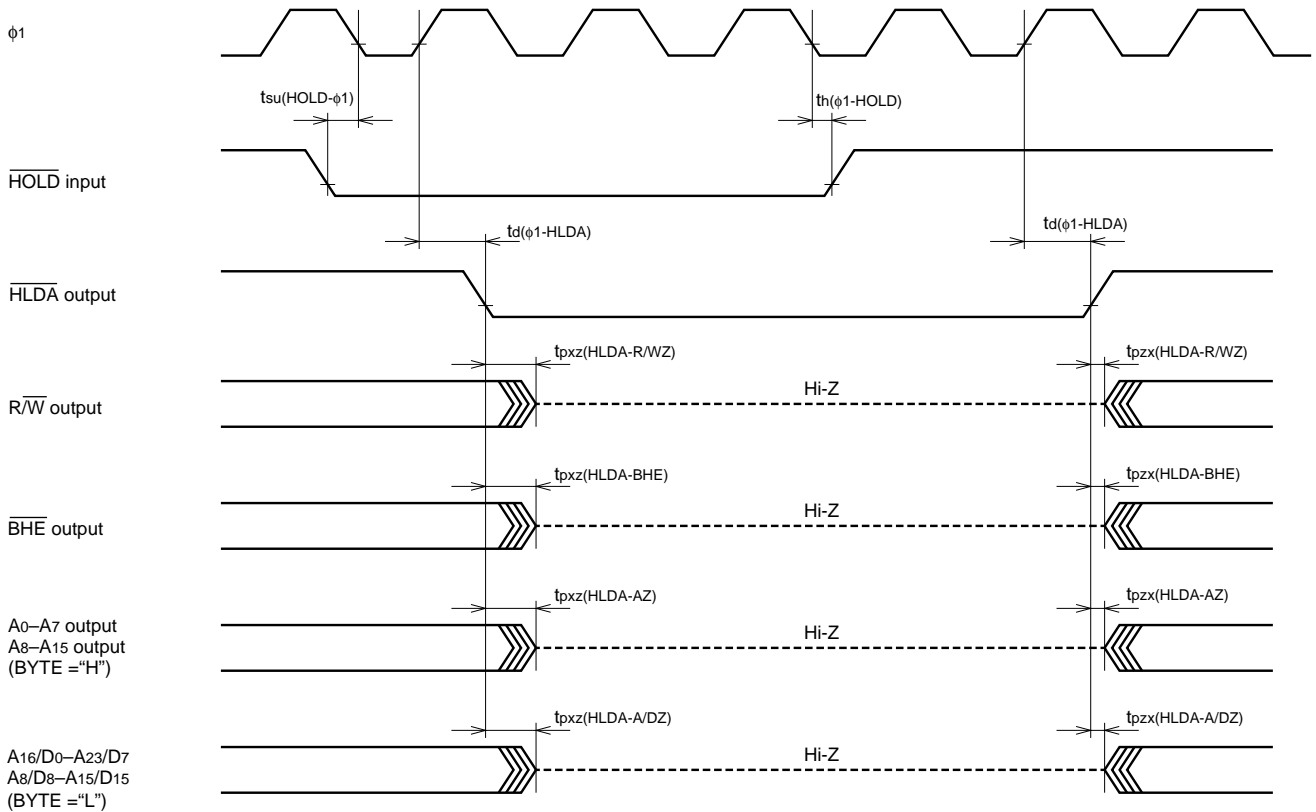 ϕ1
tsu(HOLD-ϕ1)
th(ϕ1-HOLD)
HOLD input
td(ϕ1-HLDA)
td(ϕ1-HLDA)
HLDA output
tpxz(HLDA-R/WZ)
tpzx(HLDA-R/WZ)
R/W output
Hi-Z
tpxz(HLDA-BHE)
tpzx(HLDA-BHE)
BHE output
Hi-Z
tpxz(HLDA-AZ)
tpzx(HLDA-AZ)
A0–A7 output
A8–A15 output
(BYTE =“H”)
Hi-Z
tpxz(HLDA-A/DZ)
tpzx(HLDA-A/DZ)
A16/D0–A23/D7
A8/D8–A15/D15
(BYTE =“L”)
Hi-Z